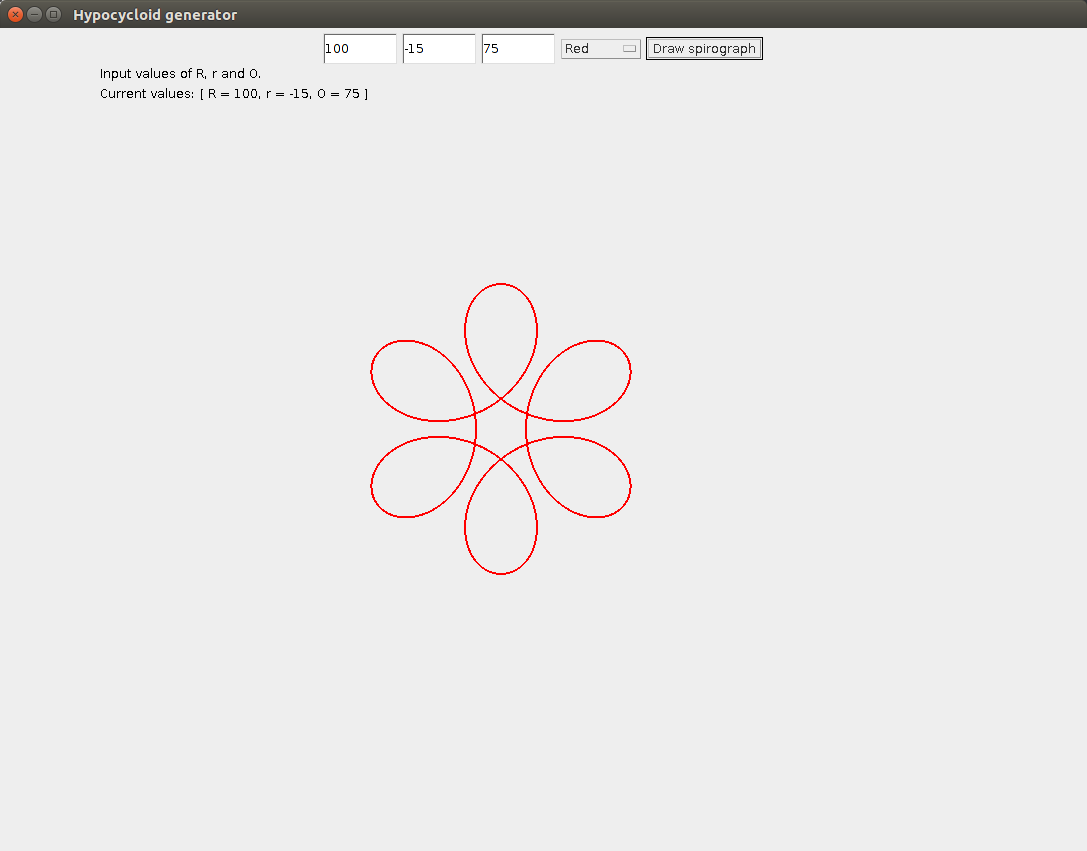 Hypocycloid generator
100 -15 75 Red Draw spirograph
Input values of R, r and O.
Current values: [ R = 100, r = -15, O = 75 ]